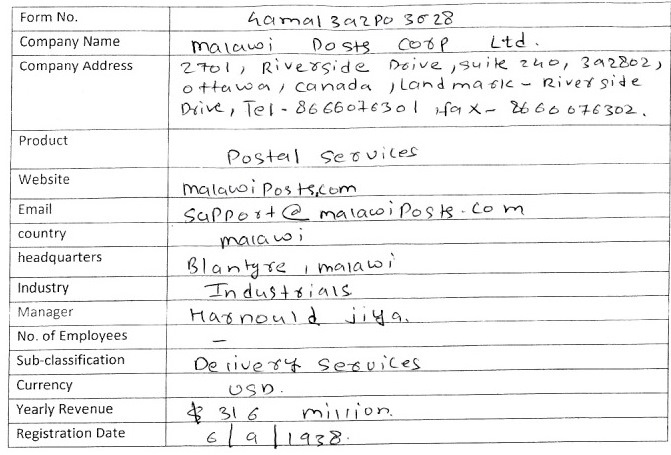 Form No. hamal3a2po3628
Company Name Malawi Posts Corp Ltd.
Company Address 2701, Riverside Drive, suite 240, 3a2802,
ottawa, Canada, Landmark - Riverside
Drive, Tel - 8666076301, fax - 8666076302.
Product Postal services
Website malawiPosts.com
Email support@malawiPosts.com
country malawi
headquarters Blantyre, malawi
Industry Industrials
Manager Harnould jiya.
No. of Employees –
Sub-classification Delivery services
Currency USD.
Yearly Revenue $ 316 million.
Registration Date 6/9/1938.